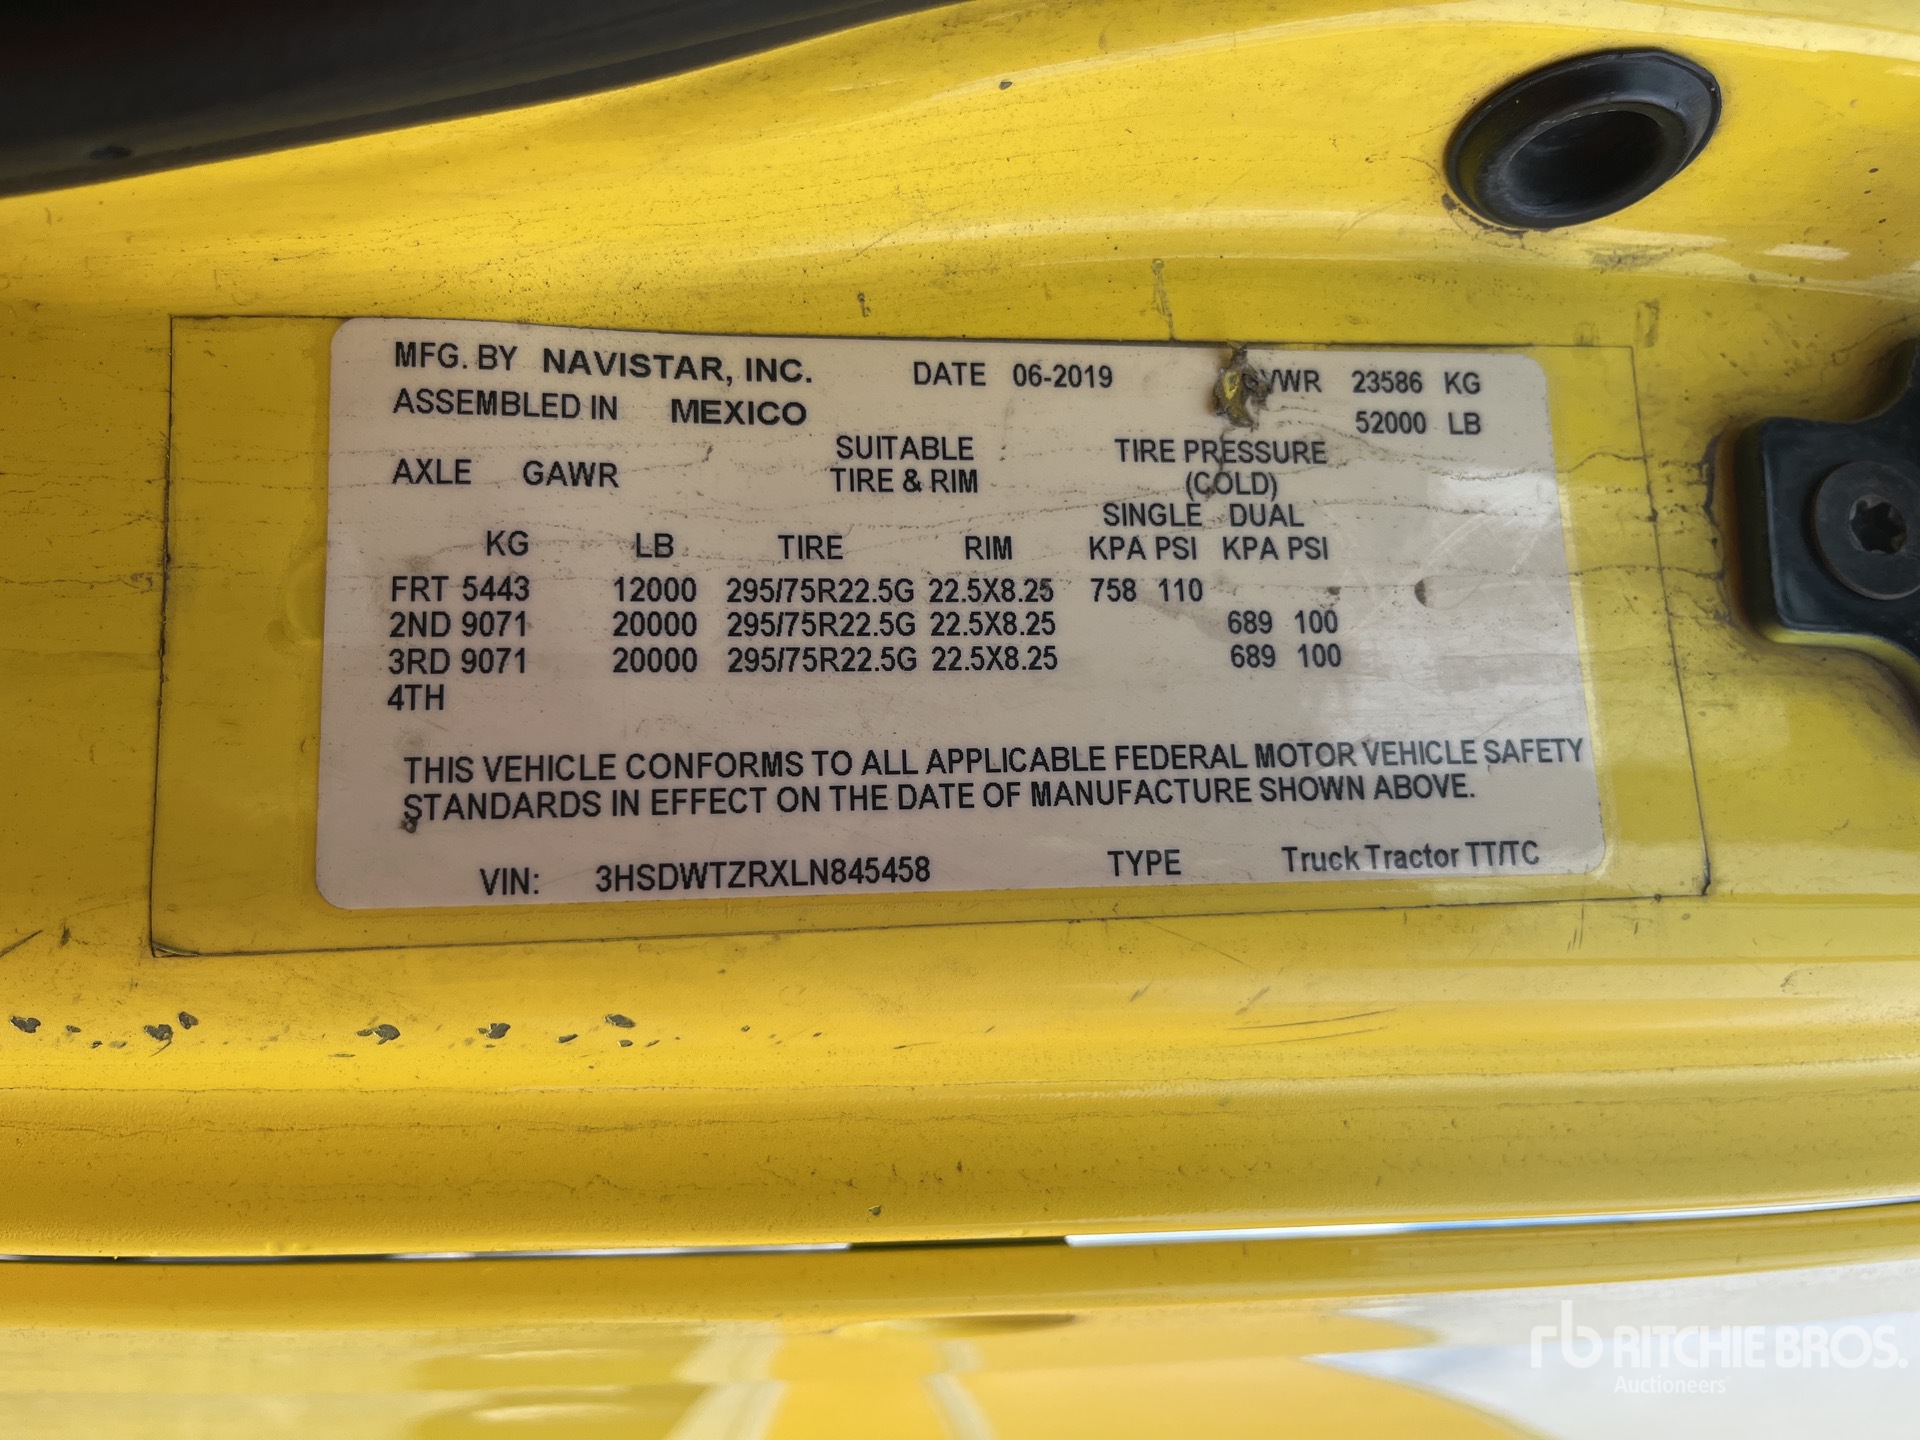 MFG. BY NAVISTAR, INC. DATE 06-2019 VWR 23586 KG
ASSEMBLED IN MEXICO 52000 LB
AXLE GAWR SUITABLE TIRE PRESSURE
TIRE & RIM (COLD)
SINGLE DUAL
KG LB TIRE RIM KPA PSI KPA PSI
FRT 5443 12000 295/75R22.5G 22.5X8.25 758 110
2ND 9071 20000 295/75R22.5G 22.5X8.25 689 100
3RD 9071 20000 295/75R22.5G 22.5X8.25 689 100
4TH
THIS VEHICLE CONFORMS TO ALL APPLICABLE FEDERAL MOTOR VEHICLE SAFETY
STANDARDS IN EFFECT ON THE DATE OF MANUFACTURE SHOWN ABOVE.
VIN: 3HSDWTZRXLN845458 TYPE Truck Tractor TT/TC
rb RITCHIE BROS.
Auctioneers